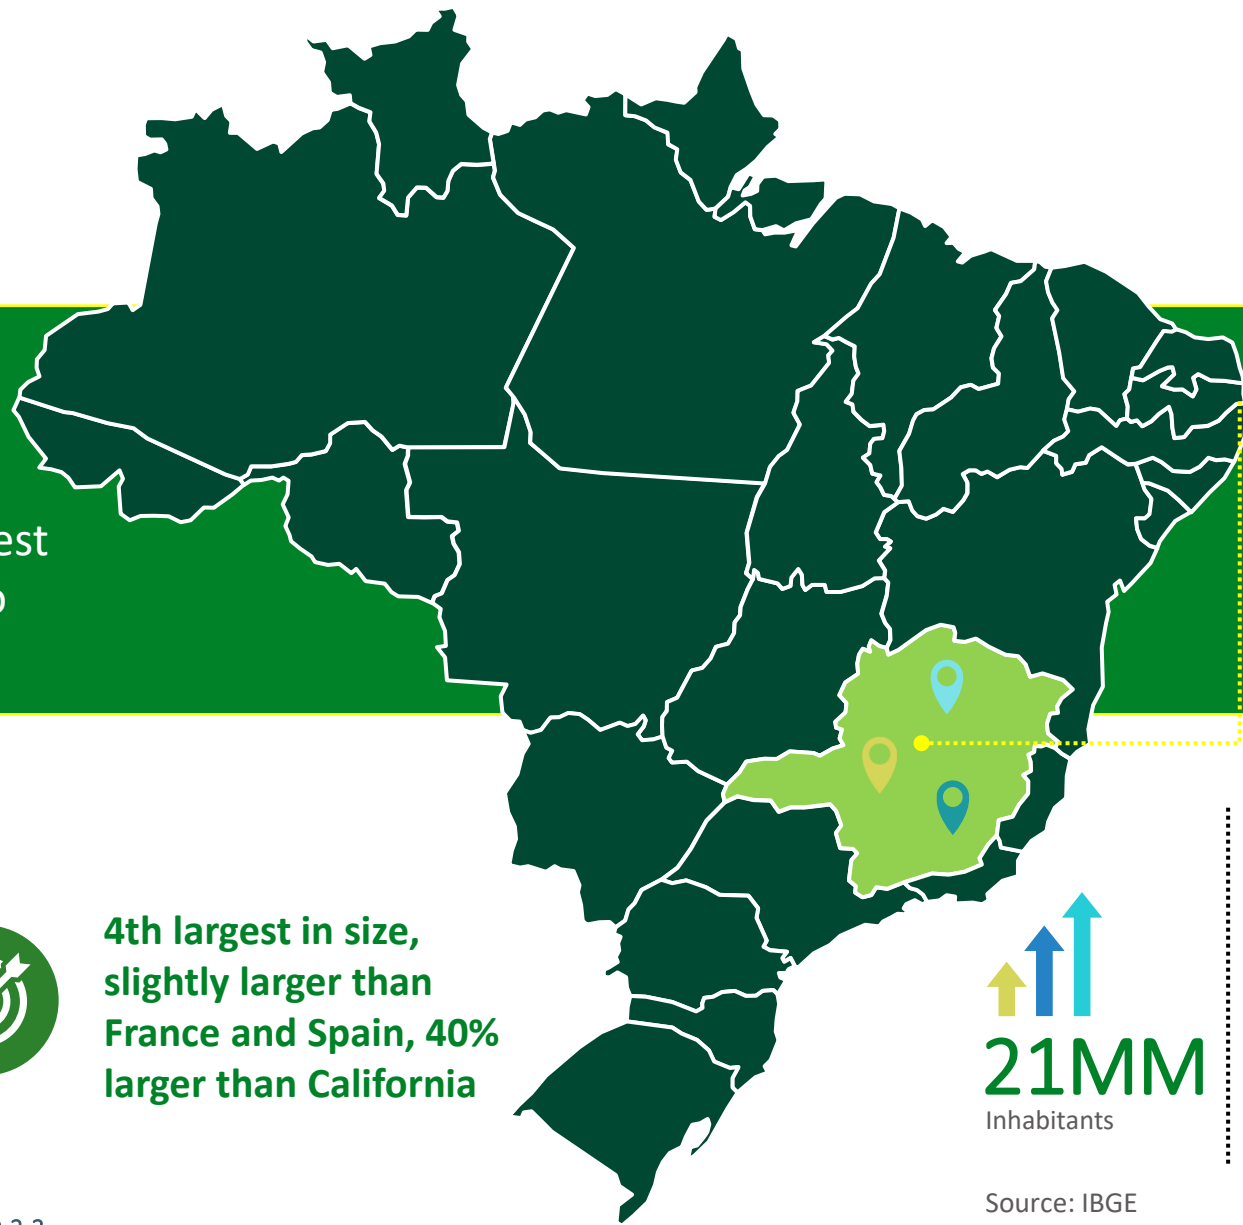 est
4th largest in size,
slightly larger than
France and Spain, 40%
larger than California
21MM
Inhabitants
Source: IBGE